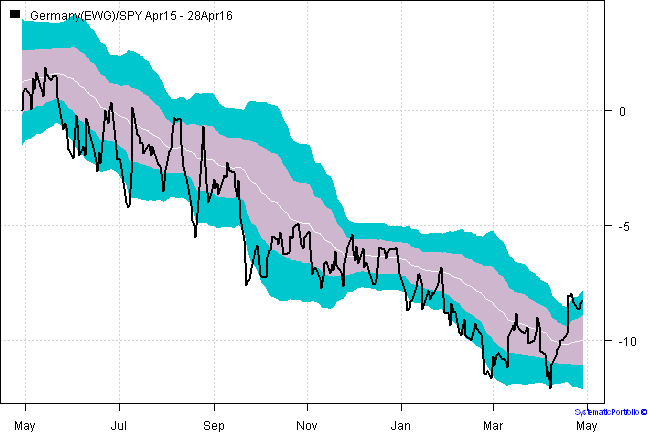 Germany(EWG)/SPY Apr15 - 28Apr16
0
-5
-10
May Jul Sep Nov Jan Mar May
SystematicPortfolio ©